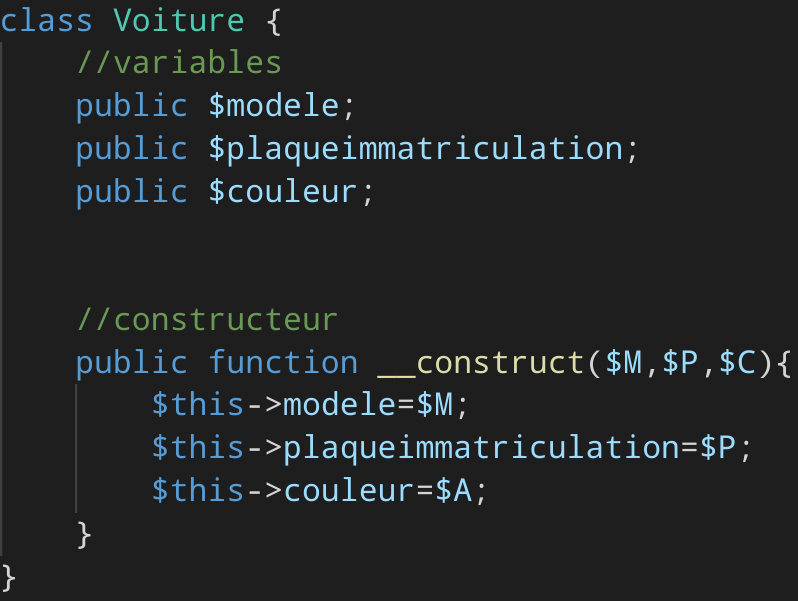 class Voiture {
//variables
public $modele;
public $plaqueimmatriculation;
public $couleur;
//constructeur
public function __construct($M,$P,$C){
$this->modele=$M;
$this->plaqueimmatriculation=$P;
$this->couleur=$A;
}
}